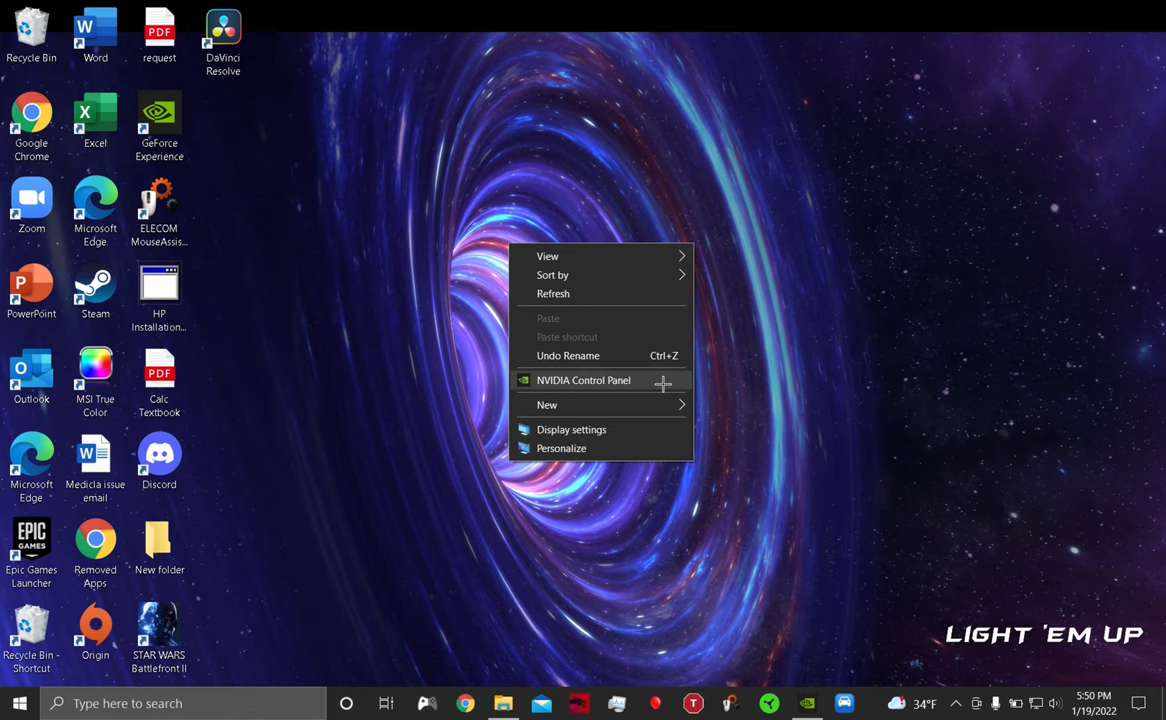 Recycle Bin
Word
PDF
request
DaVinci
Resolve
Google
Chrome
Excel
GeForce
Experience
Zoom
Microsoft
Edge
ELECOM
MouseAssis...
PowerPoint
Steam
HP
Installation...
Outlook
MSI True
Color
PDF
Calc
Textbook
Microsoft
Edge
Medicla issue
email
Discord
EPIC
GAMES
Epic Games
Launcher
Removed
Apps
New folder
Recycle Bin -
Shortcut
Origin
STAR WARS
Battlefront II
View
Sort by
Refresh
Paste
Paste shortcut
Undo Rename Ctrl+Z
NVIDIA Control Panel
New
Display settings
Personalize
LIGHT 'EM UP
Type here to search
34°F
5:50 PM
1/19/2022